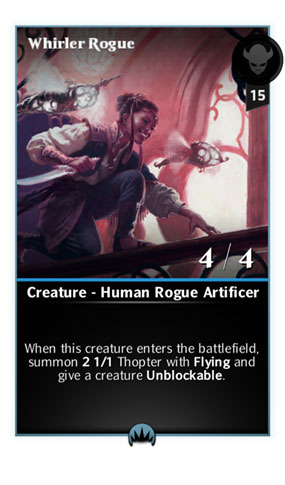 Whirler Rogue
15
4 / 4
Creature - Human Rogue Artificer
When this creature enters the battlefield,
summon 2 1/1 Thopter with Flying and
give a creature Unblockable.